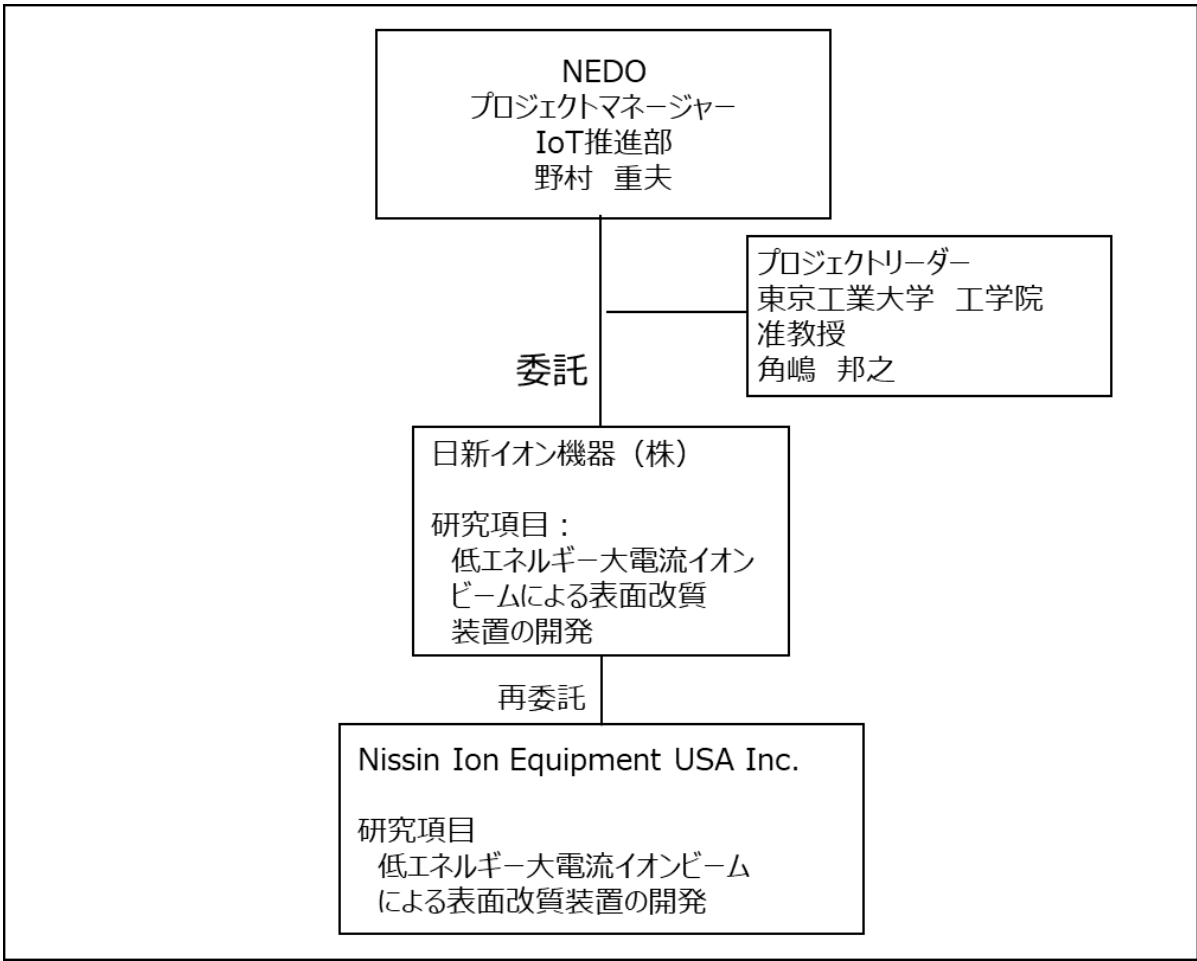 NEDO
プロジェクトマネージャー
IoT推進部
野村　重夫
プロジェクトリーダー
東京工業大学　工学院
准教授
角嶋　邦之
委託
日新イオン機器（株）
研究項目：
低エネルギー大電流イオン
ビームによる表面改質
装置の開発
再委託
Nissin Ion Equipment USA Inc.
研究項目
低エネルギー大電流イオンビーム
による表面改質装置の開発